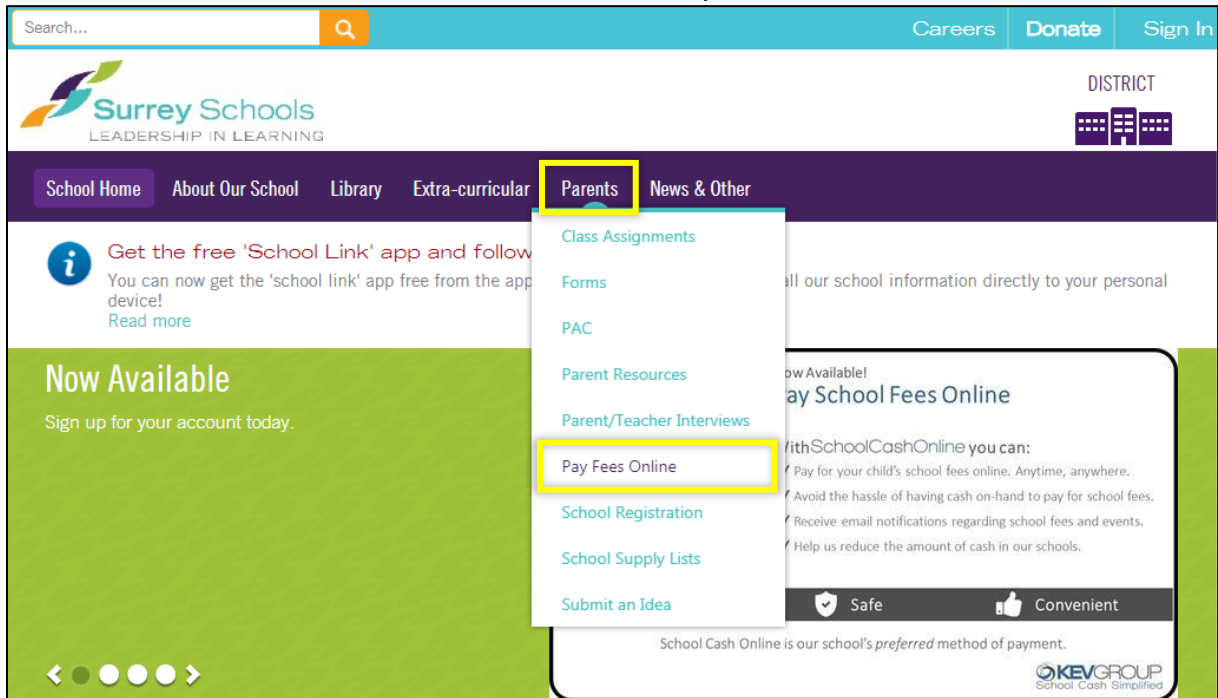 Search...
Careers
Donate
Sign In
Surrey Schools
LEADERSHIP IN LEARNING
DISTRICT
School Home
About Our School
Library
Extra-curricular
Parents
News & Other
Get the free 'School Link' app and follow
You can now get the 'school link' app free from the app
all our school information directly to your personal
device!
Read more
Class Assignments
Forms
PAC
Parent Resources
Parent/Teacher Interviews
Pay Fees Online
School Registration
School Supply Lists
Submit an Idea
Now Available
Sign up for your account today.
ow Available!
ay School Fees Online
ithSchoolCashOnline you can:
Pay for your child's school fees online. Anytime, anywhere.
Avoid the hassle of having cash on-hand to pay for school fees.
Receive email notifications regarding school fees and events.
Help us reduce the amount of cash in our schools.
Safe
Convenient
School Cash Online is our school's preferred method of payment.
KEVGROUP
School Cash Simplified